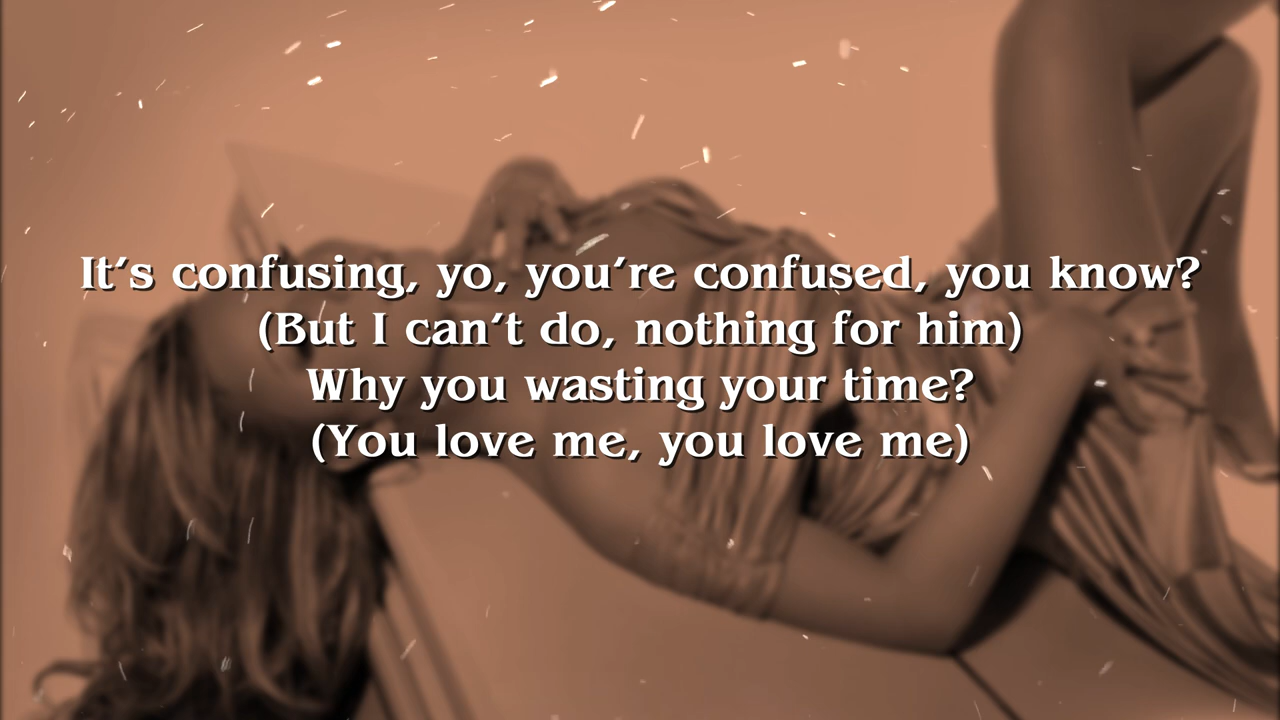 It's confusing, yo, you're confused, you know?
(But I can't do, nothing for him)
Why you wasting your time?
(You love me, you love me)